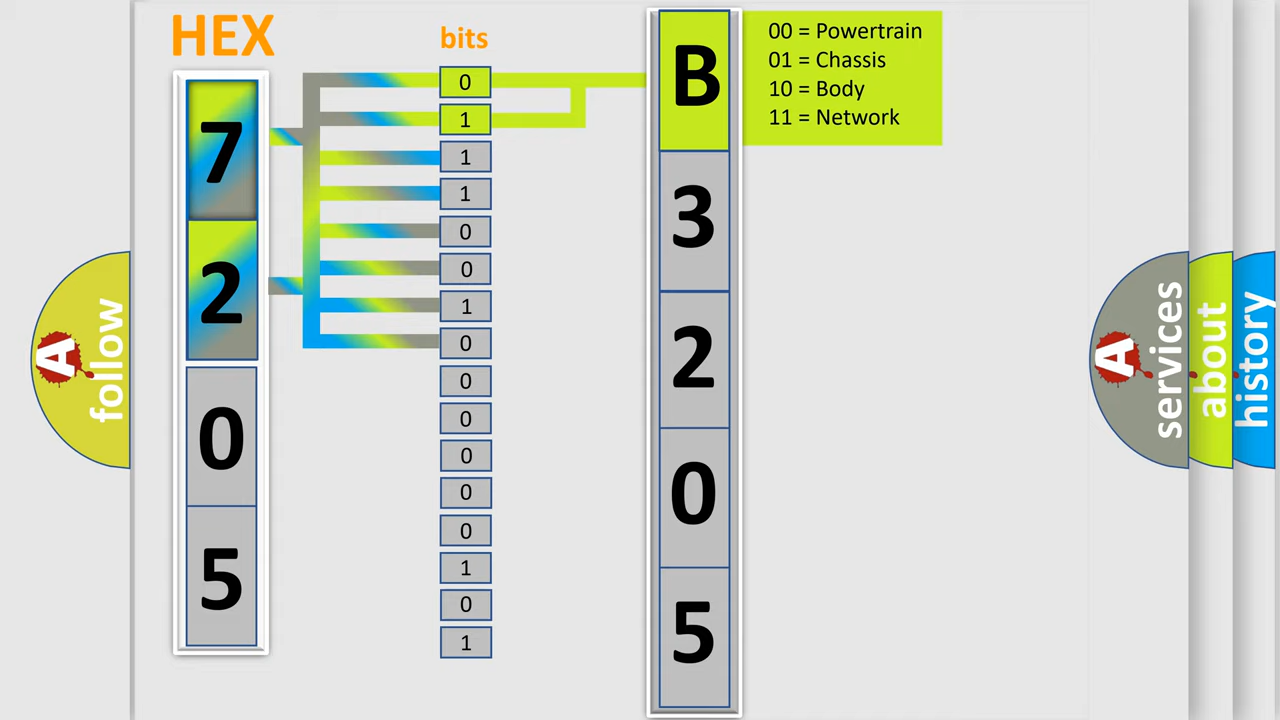 HEX
bits
7
2
0
5
0
1
1
1
0
0
1
0
0
0
0
0
0
1
0
1
B
3
2
0
5
00 = Powertrain
01 = Chassis
10 = Body
11 = Network
A
follow
A
services
about
history